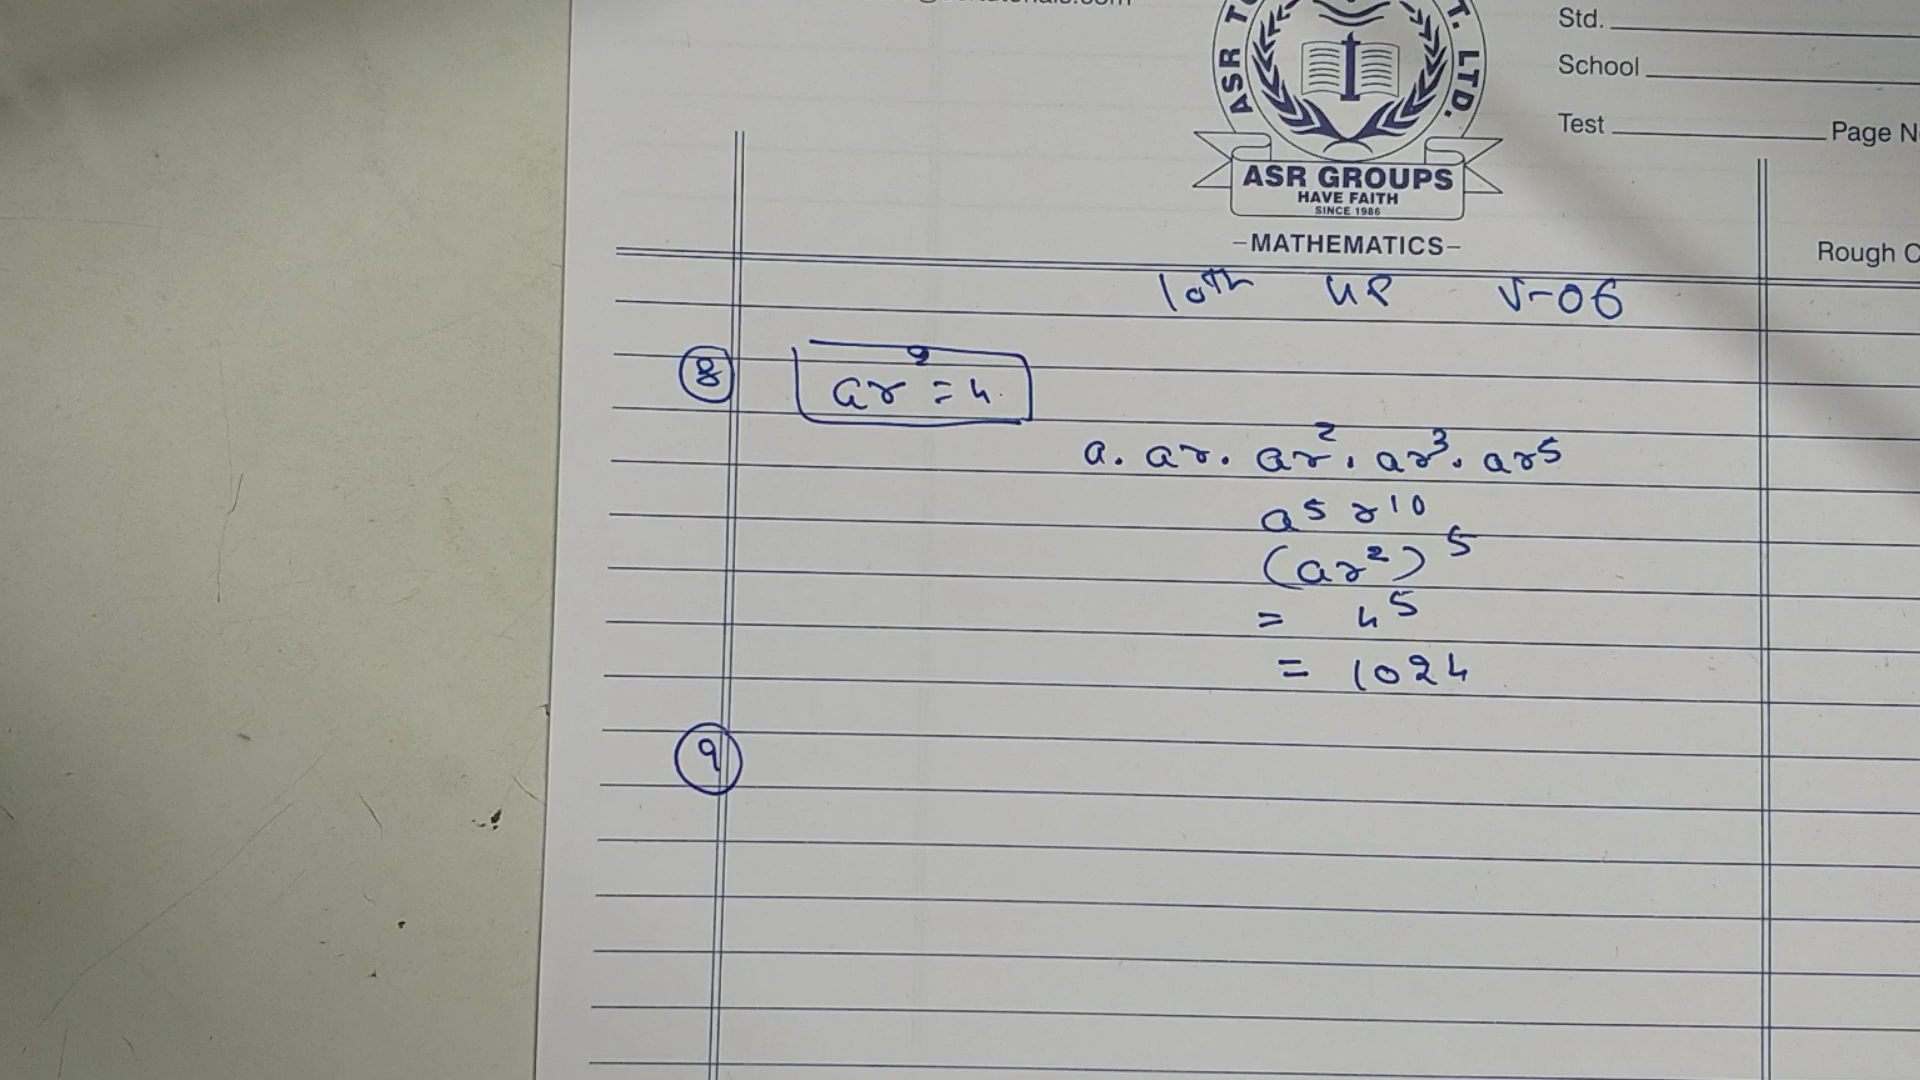 Std.
School
Test Page N
ASR T T. LTD.
ASR GROUPS
HAVE FAITH
SINCE 1986
-MATHEMATICS-
Rough C
10th HP V-06
8 ar² = 4
a. ar. ar². ar³. ar⁵
a⁵ r¹⁰
(ar²)⁵
= 4⁵
= 1024
9